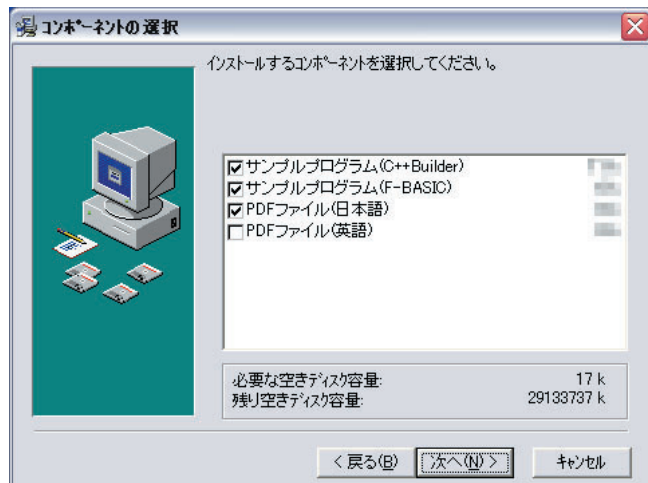 コンポーネントの選択
インストールするコンポーネントを選択してください。
サンプルプログラム(C++Builder)
サンプルプログラム(F-BASIC)
PDFファイル(日本語)
PDFファイル(英語)
必要な空きディスク容量: 17 k
残り空きディスク容量: 29133737 k
< 戻る(B) 次へ(N) > キャンセル